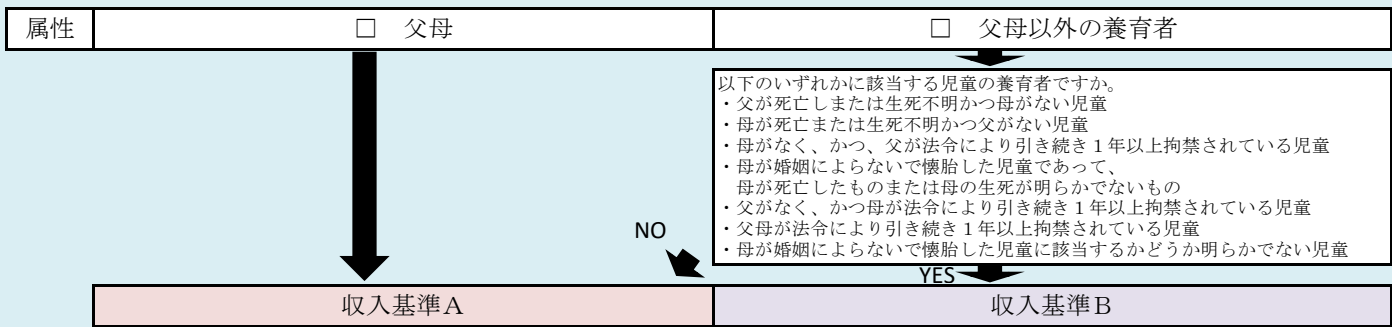 属性
□ 父母
□ 父母以外の養育者
以下のいずれかに該当する児童の養育者ですか。
・父が死亡しまたは生死不明かつ母がない児童
・母が死亡または生死不明かつ父がない児童
・母がなく、かつ、父が法令により引き続き１年以上拘禁されている児童
・母が婚姻によらないで懐胎した児童であって、
母が死亡したものまたは母の生死が明らかでないもの
・父がなく、かつ母が法令により引き続き１年以上拘禁されている児童
・父母が法令により引き続き１年以上拘禁されている児童
・母が婚姻によらないで懐胎した児童に該当するかどうか明らかでない児童
NO
YES
収入基準Ａ
収入基準Ｂ